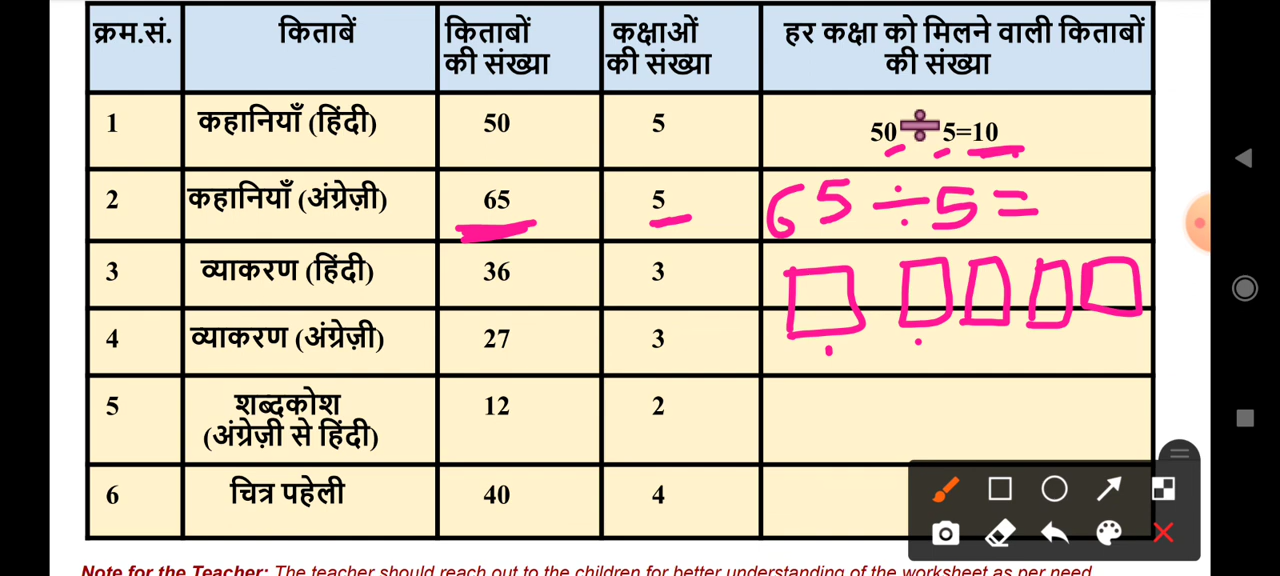 क्रम.सं. किताबें किताबों की संख्या कक्षाओं की संख्या हर कक्षा को मिलने वाली किताबों की संख्या
1 कहानियाँ (हिंदी) 50 5 50÷5=10
2 कहानियाँ (अंग्रेज़ी) 65 5 65÷5=
3 व्याकरण (हिंदी) 36 3
4 व्याकरण (अंग्रेज़ी) 27 3
5 शब्दकोश (अंग्रेज़ी से हिंदी) 12 2
6 चित्र पहेली 40 4
Note for the Teacher: The teacher should reach out to the children for better understanding of the worksheet as per need